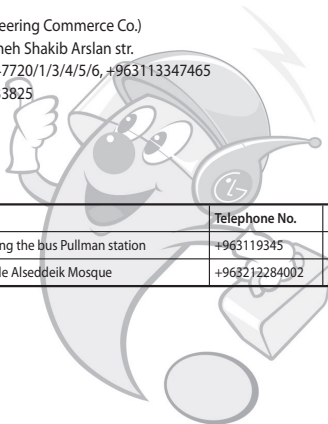 eering Commerce Co.)
neh Shakib Arslan str.
7720/1/3/4/5/6, +963113347465
3825
Telephone No.
ng the bus Pullman station +963119345
le Alseddeik Mosque +963212284002
LG